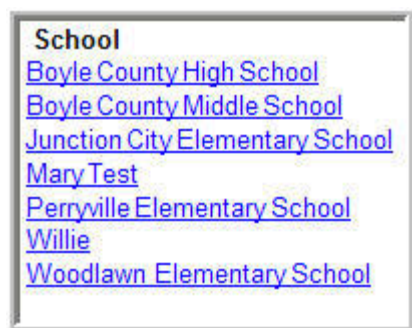 School
Boyle County High School
Boyle County Middle School
Junction City Elementary School
Mary Test
Perryville Elementary School
Willie
Woodlawn Elementary School